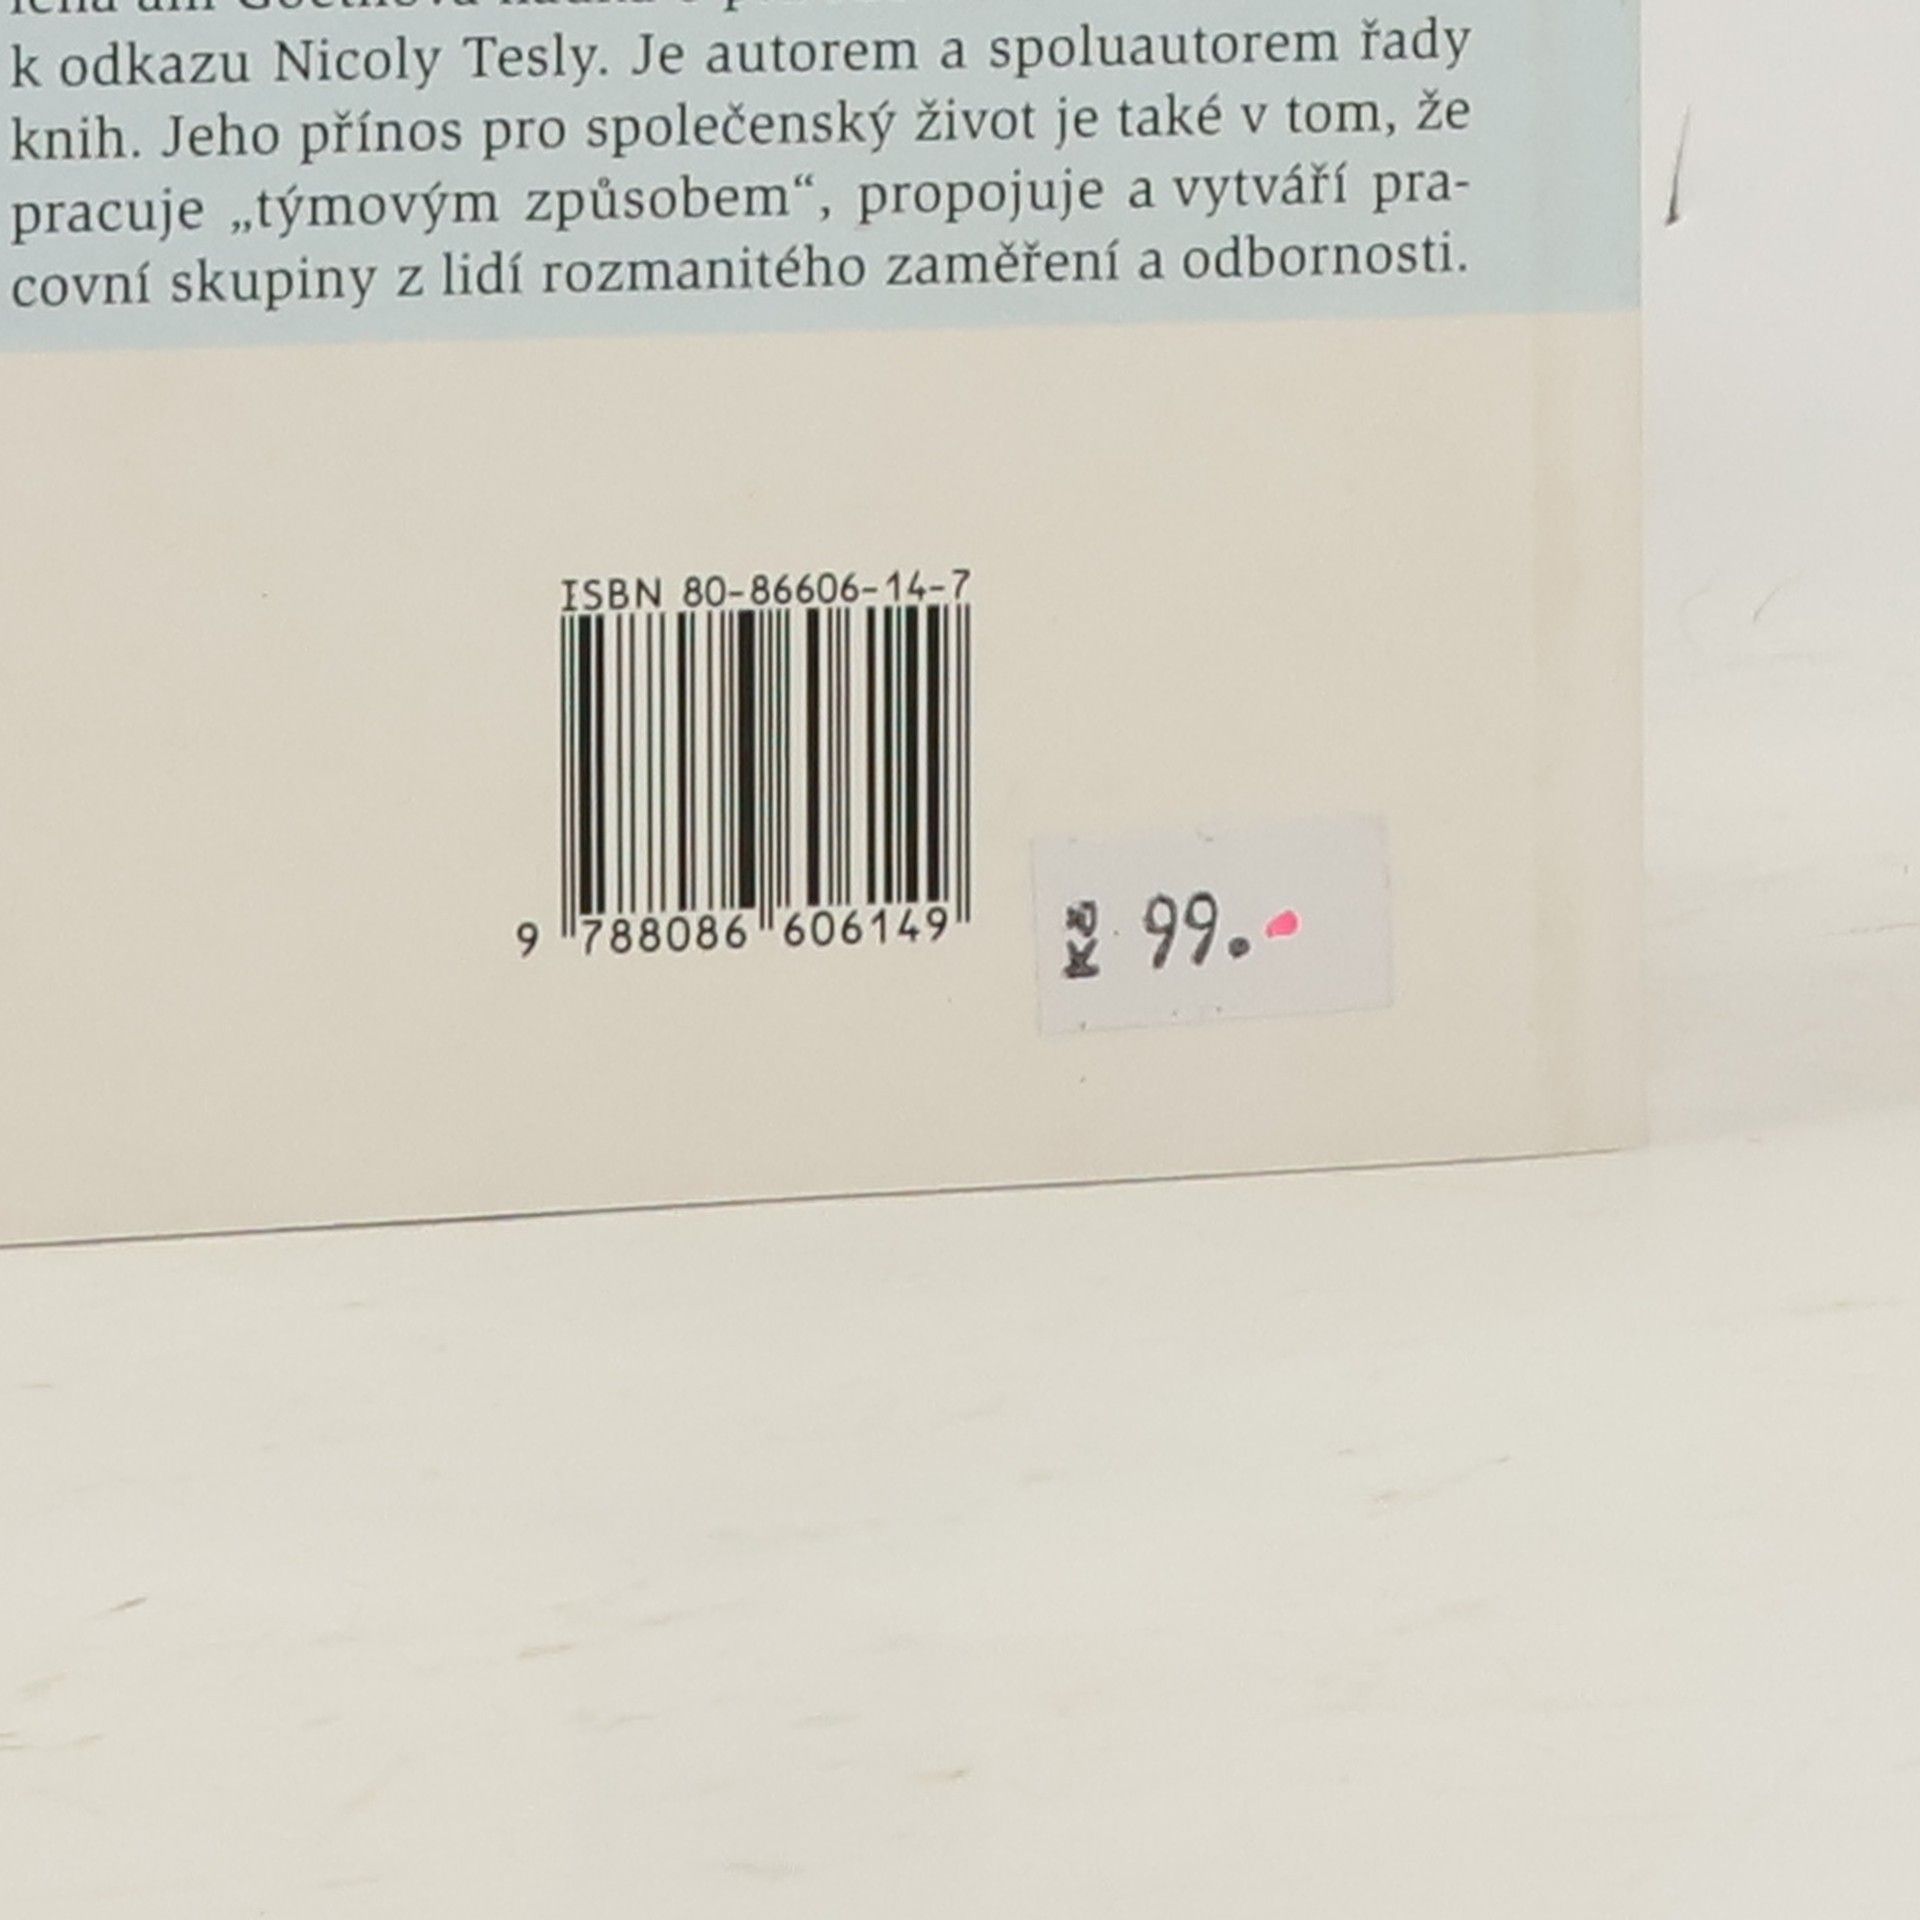 k odkazu Nicoly Tesly. Je autorem a spoluautorem řady
knih. Jeho přínos pro společenský život je také v tom, že
pracuje „týmovým způsobem“, propojuje a vytváří pra-
covní skupiny z lidí rozmanitého zaměření a odbornosti.
ISBN 80-86606-14-7
9 788086 606149
Kč 99.-